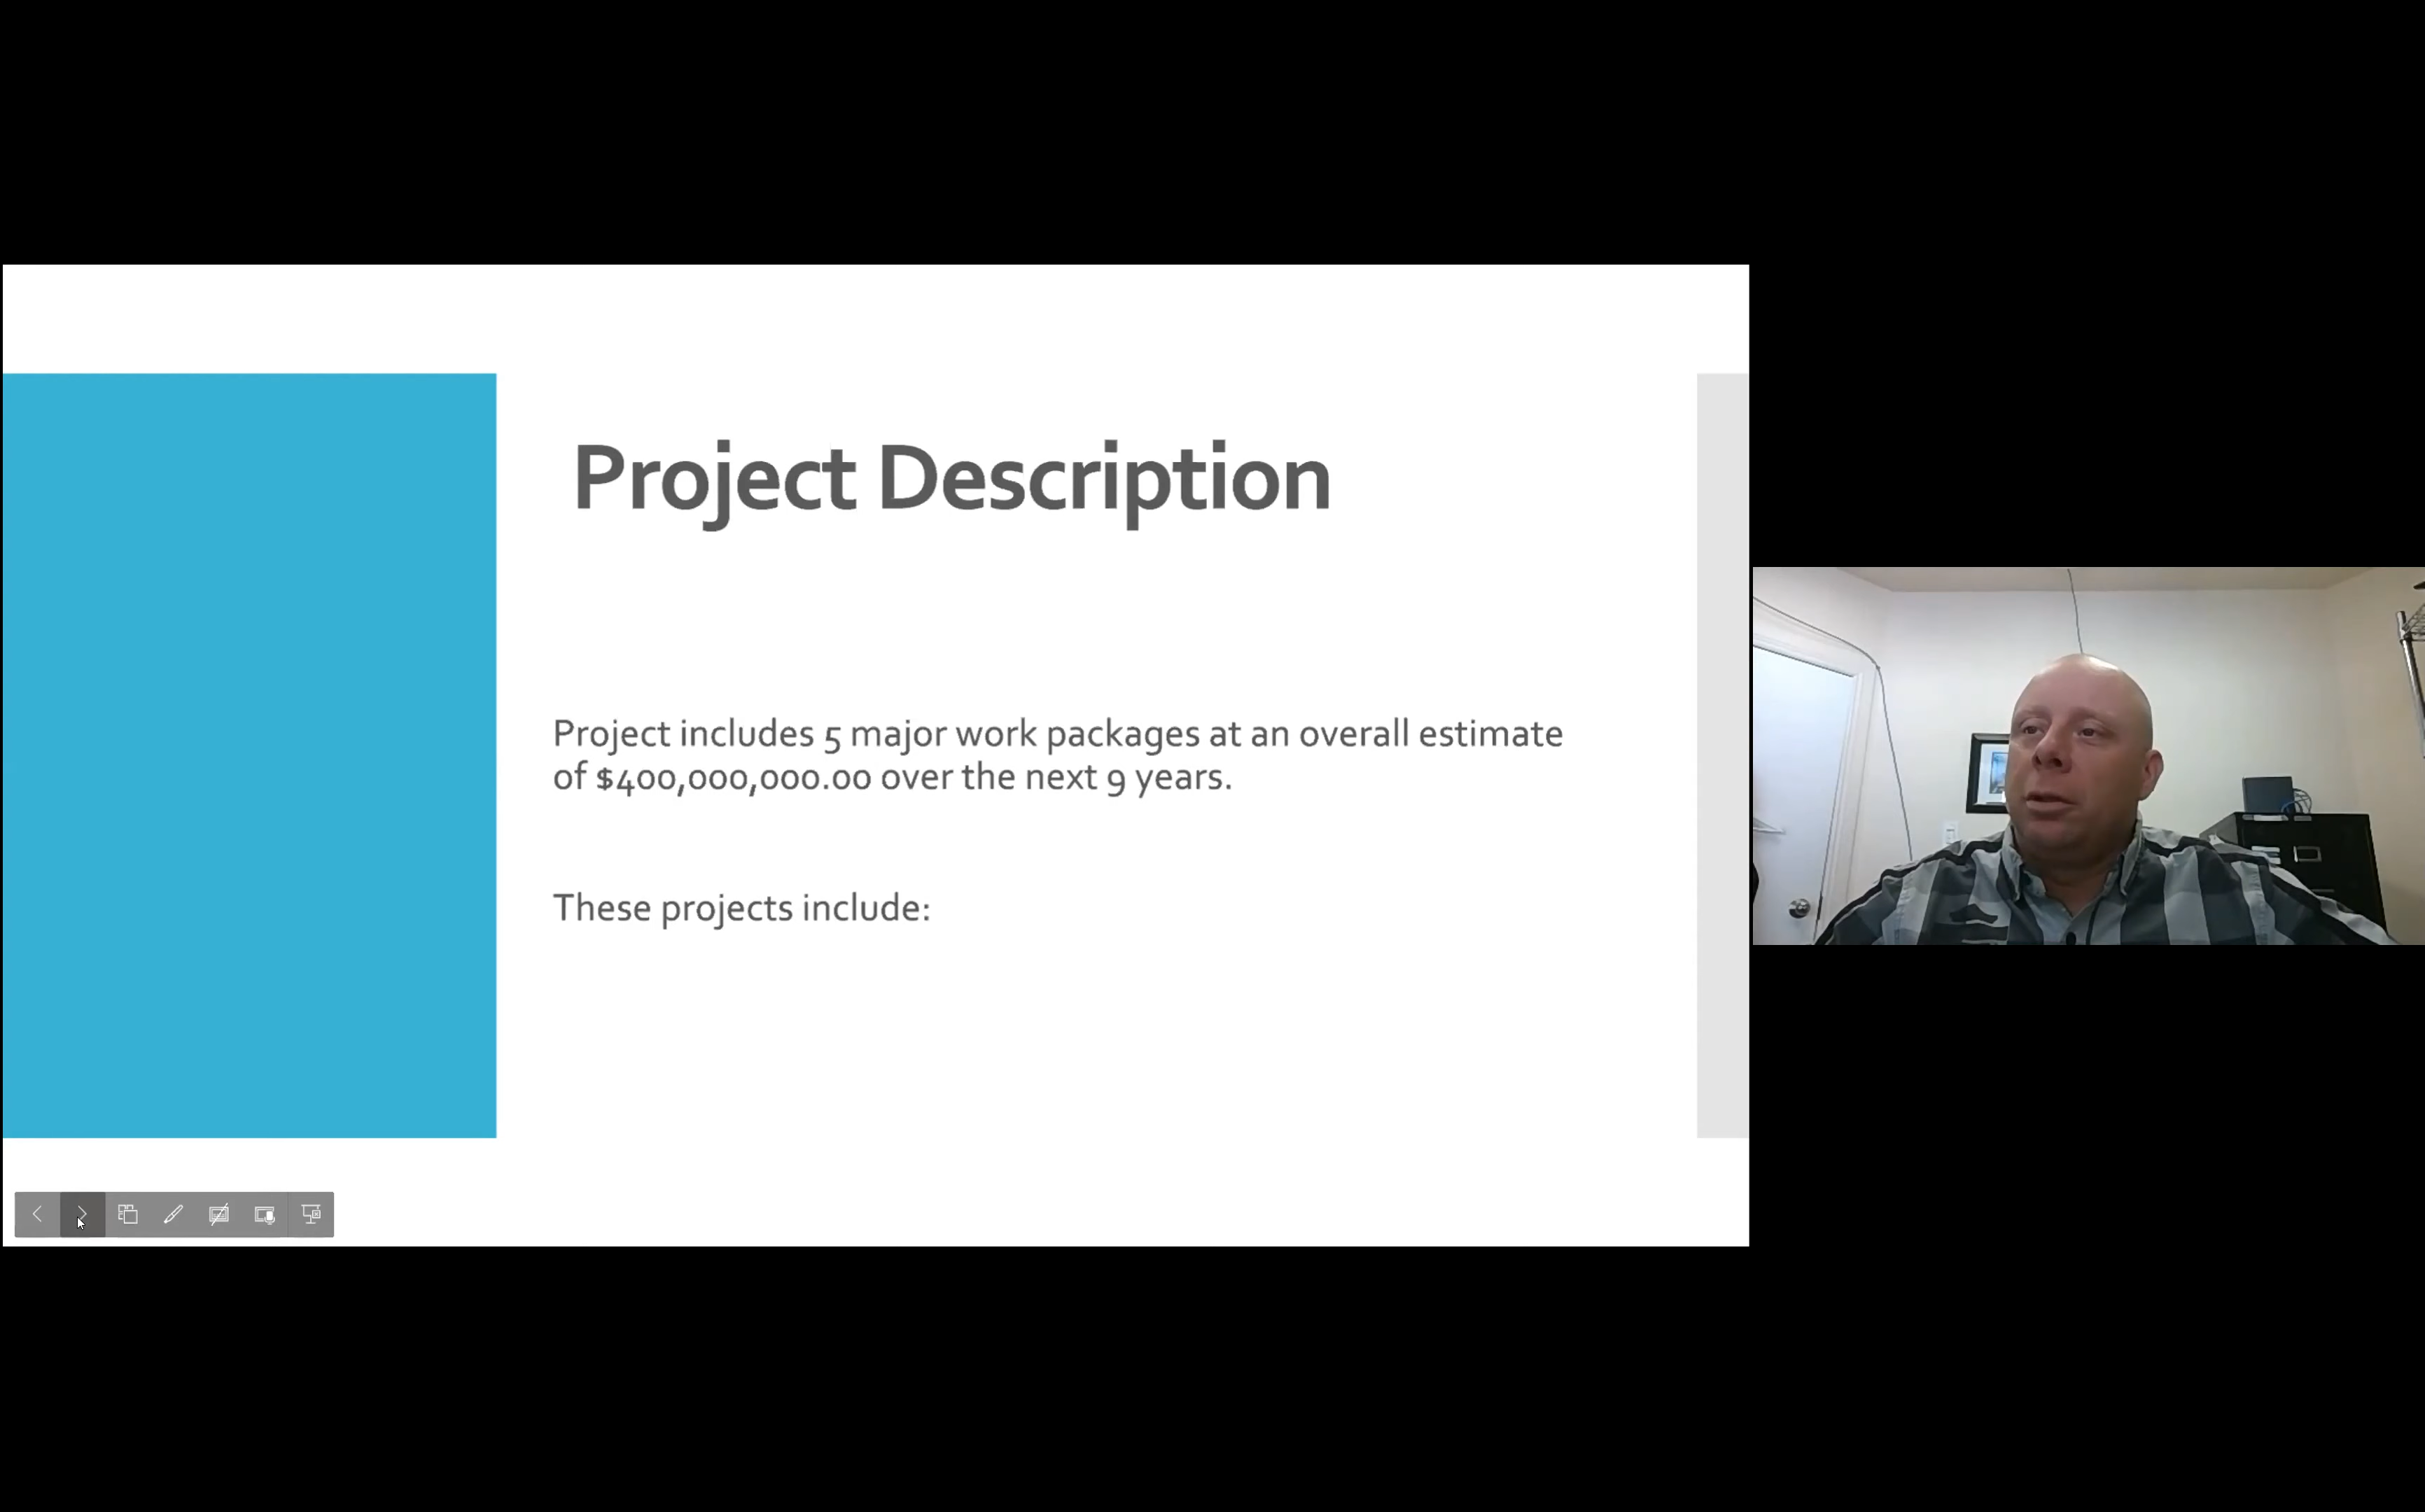 Project Description
Project includes 5 major work packages at an overall estimate
of $400,000,000.00 over the next 9 years.
These projects include: